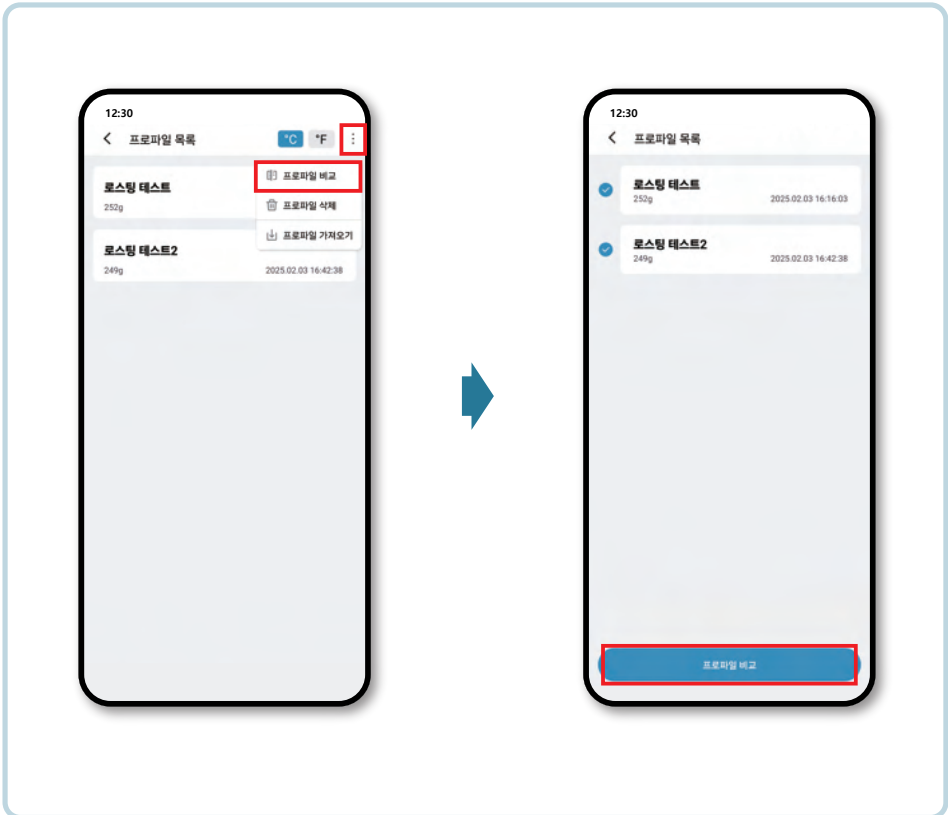 12:30
프로파일 목록 °C °F
프로파일 비교
로스팅 테스트
252g
프로파일 삭제
프로파일 가져오기
로스팅 테스트2
249g 2025.02.03 16:42:38
12:30
프로파일 목록
로스팅 테스트
252g 2025.02.03 16:16:03
로스팅 테스트2
249g 2025.02.03 16:42:38
프로파일 비교